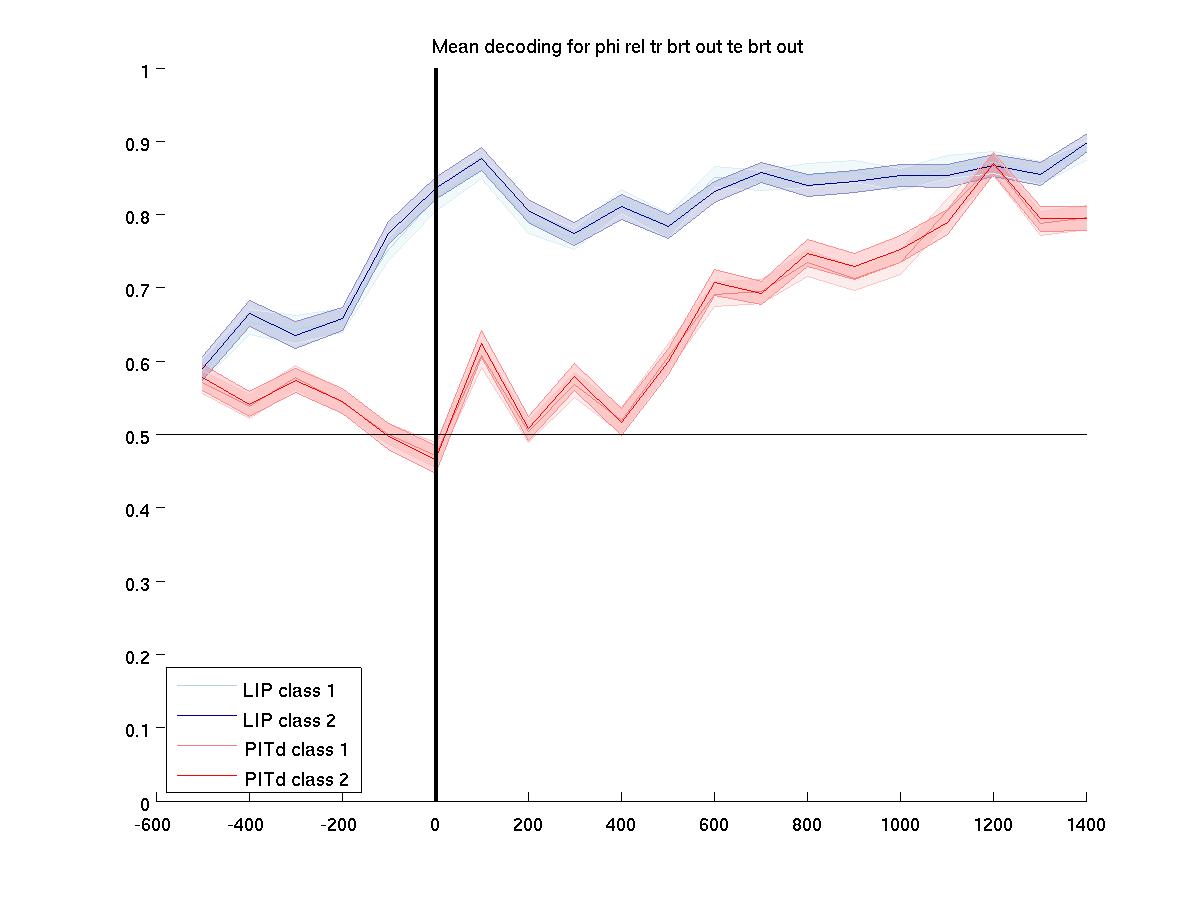 Mean decoding for phi rel tr brt out te brt out
1
0.9
0.8
0.7
0.6
0.5
0.4
0.3
0.2
0.1
0
LIP class 1
LIP class 2
PITd class 1
PITd class 2
-600 -400 -200 0 200 400 600 800 1000 1200 1400